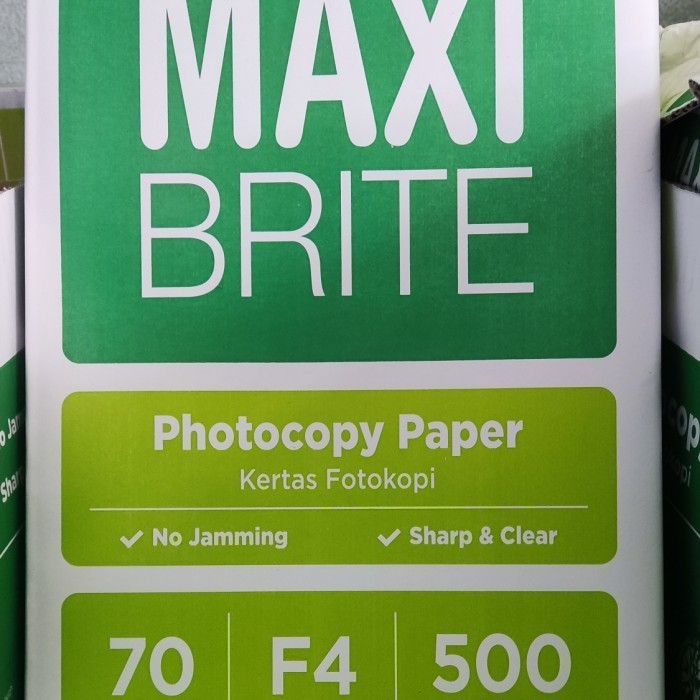 MAXI
BRITE
Photocopy Paper
Kertas Fotokopi
No Jamming
Sharp & Clear
70
F4
500